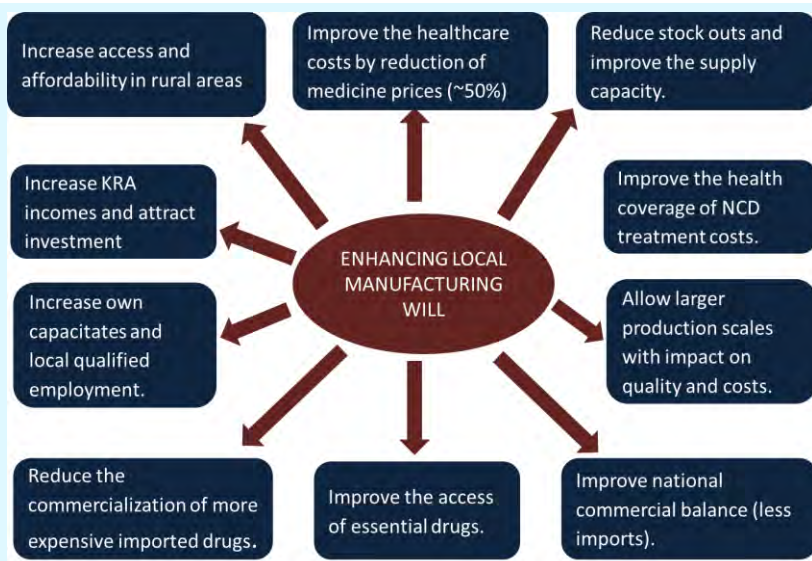 Increase access and
affordability in rural areas
Improve the healthcare
costs by reduction of
medicine prices (~50%)
Reduce stock outs and
improve the supply
capacity.
Increase KRA
incomes and attract
investment
Improve the health
coverage of NCD
treatment costs.
ENHANCING LOCAL
MANUFACTURING
WILL
Increase own
capacitates and
local qualified
employment.
Allow larger
production scales
with impact on
quality and costs.
Reduce the
commercialization of more
expensive imported drugs.
Improve the access
of essential drugs.
Improve national
commercial balance (less
imports).